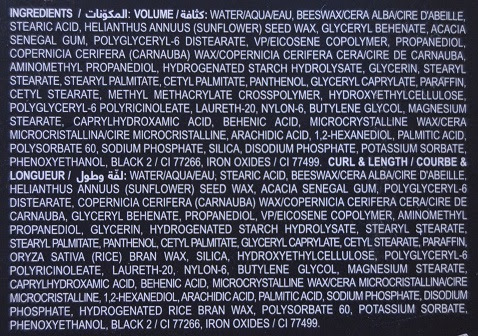 INGREDIENTS / المكونات: VOLUME / كثافة: WATER/AQUA/EAU, BEESWAX/CERA ALBA/CIRE D'ABEILLE,
STEARIC ACID, HELIANTHUS ANNUUS (SUNFLOWER) SEED WAX, GLYCERYL BEHENATE, ACACIA
SENEGAL GUM, POLYGLYCERYL-6 DISTEARATE, VP/EICOSENE COPOLYMER, PROPANEDIOL,
COPERNICIA CERIFERA (CARNAUBA) WAX/COPERNICIA CERIFERA CERA/CIRE DE CARNAUBA,
AMINOMETHYL PROPANEDIOL, HYDROGENATED STARCH HYDROLYSATE, GLYCERIN, STEARYL
STEARATE, STEARYL PALMITATE, CETYL PALMITATE, PANTHENOL, GLYCERYL CAPRYLATE, PARAFFIN,
CETYL STEARATE, METHYL METHACRYLATE CROSSPOLYMER, HYDROXYETHYLCELLULOSE,
POLYGLYCERYL-6 POLYRICINOLEATE, LAURETH-20, NYLON-6, BUTYLENE GLYCOL, MAGNESIUM
STEARATE, CAPRYLHYDROXAMIC ACID, BEHENIC ACID, MICROCRYSTALLINE WAX/CERA
MICROCRISTALLINA/CIRE MICROCRISTALLINE, ARACHIDIC ACID, 1,2-HEXANEDIOL, PALMITIC ACID,
POLYSORBATE 60, SODIUM PHOSPHATE, SILICA, DISODIUM PHOSPHATE, POTASSIUM SORBATE,
PHENOXYETHANOL, BLACK 2 / CI 77266, IRON OXIDES / CI 77499. CURL & LENGTH / COURBE &
LONGUEUR / لفّة وطول: WATER/AQUA/EAU, STEARIC ACID, BEESWAX/CERA ALBA/CIRE D'ABEILLE,
HELIANTHUS ANNUUS (SUNFLOWER) SEED WAX, ACACIA SENEGAL GUM, POLYGLYCERYL-6
DISTEARATE, COPERNICIA CERIFERA (CARNAUBA) WAX/COPERNICIA CERIFERA CERA/CIRE DE
CARNAUBA, GLYCERYL BEHENATE, PROPANEDIOL, VP/EICOSENE COPOLYMER, AMINOMETHYL
PROPANEDIOL, GLYCERIN, HYDROGENATED STARCH HYDROLYSATE, STEARYL STEARATE,
STEARYL PALMITATE, PANTHENOL, CETYL PALMITATE, GLYCERYL CAPRYLATE, CETYL STEARATE, PARAFFIN,
ORYZA SATIVA (RICE) BRAN WAX, SILICA, HYDROXYETHYLCELLULOSE, POLYGLYCERYL-6
POLYRICINOLEATE, LAURETH-20, NYLON-6, BUTYLENE GLYCOL, MAGNESIUM STEARATE,
CAPRYLHYDROXAMIC ACID, BEHENIC ACID, MICROCRYSTALLINE WAX/CERA MICROCRISTALLINA/CIRE
MICROCRISTALLINE, 1,2-HEXANEDIOL, ARACHIDIC ACID, PALMITIC ACID, SODIUM PHOSPHATE, DISODIUM
PHOSPHATE, HYDROGENATED RICE BRAN WAX, POLYSORBATE 60, POTASSIUM SORBATE,
PHENOXYETHANOL, BLACK 2 / CI 77266, IRON OXIDES / CI 77499.